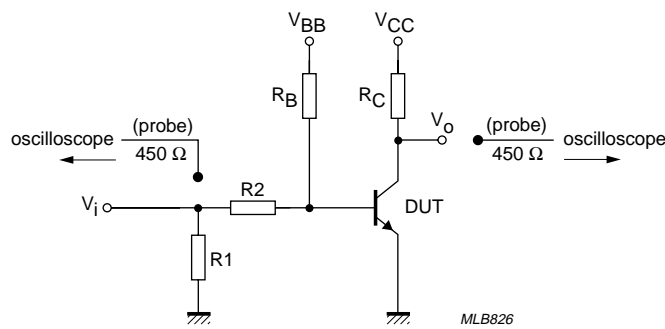 VBB VCC
RB RC
(probe) Vo (probe)
oscilloscope 450 Ω 450 Ω oscilloscope
R2
Vi DUT
R1
MLB826